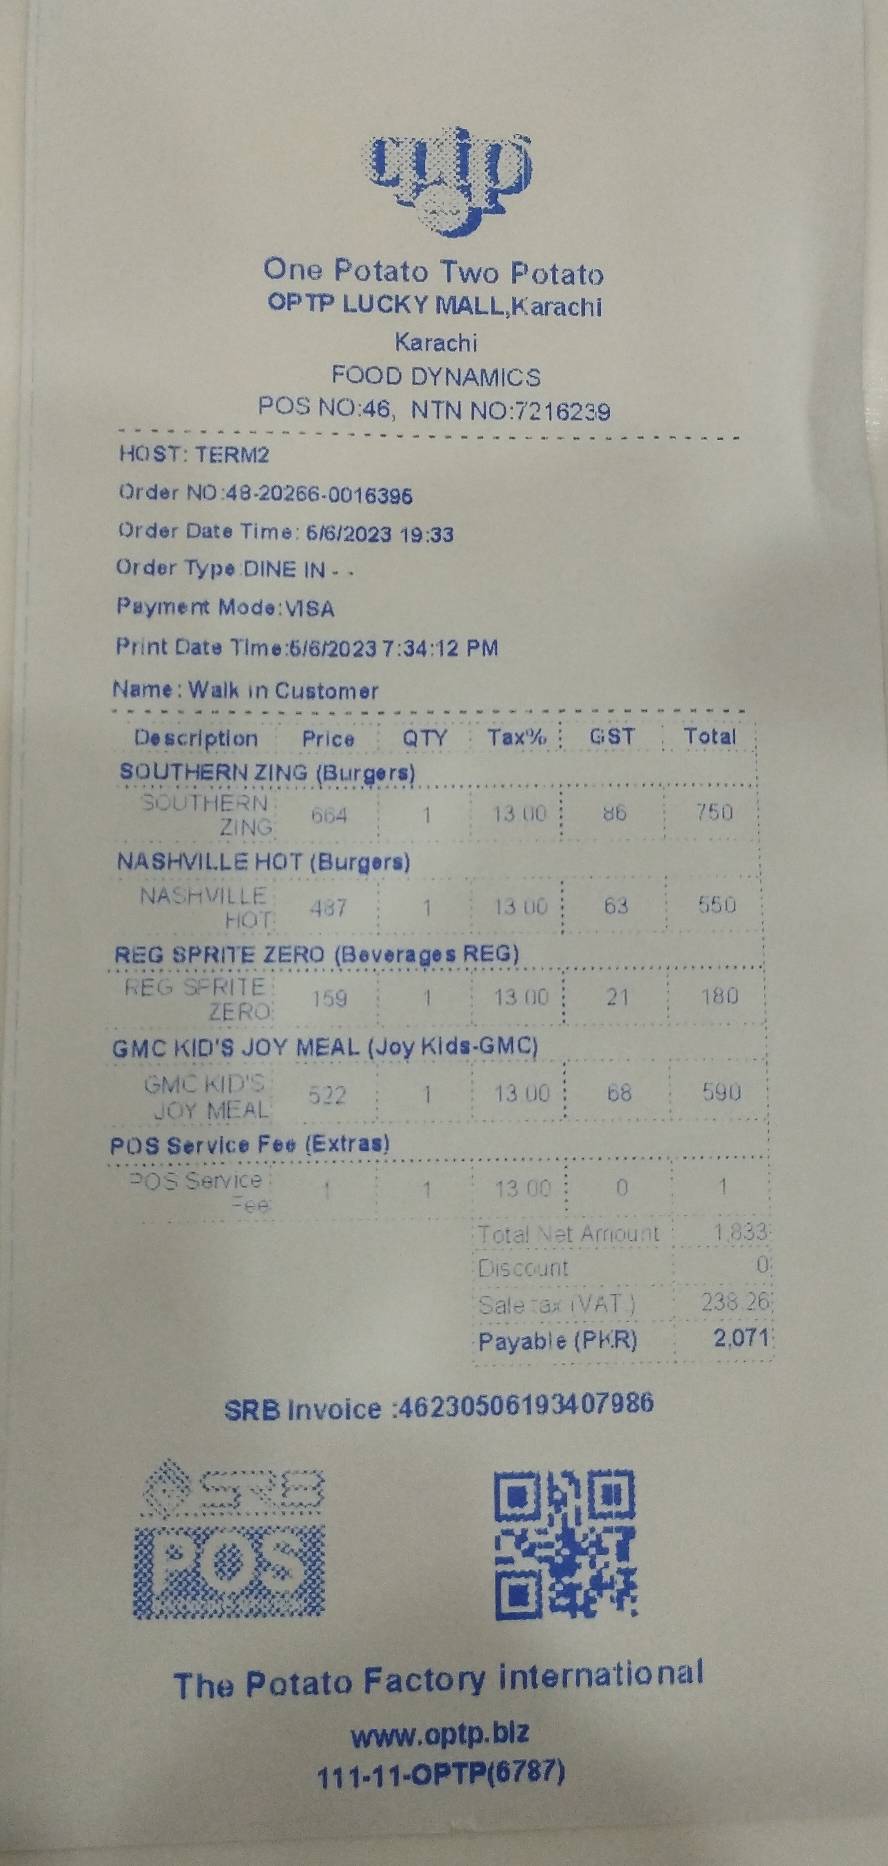 optp
One Potato Two Potato
OPTP LUCKY MALL,Karachi
Karachi
FOOD DYNAMICS
POS NO:46, NTN NO:7216239
HOST: TERM2
Order NO:48-20266-0016395
Order Date Time: 5/6/2023 19:33
Order Type:DINE IN - -
Payment Mode:VISA
Print Date Time:5/6/2023 7:34:12 PM
Name: Walk in Customer
Description Price QTY Tax% GST Total
SOUTHERN ZING (Burgers)
SOUTHERN ZING 664 1 13.00 86 750
NASHVILLE HOT (Burgers)
NASHVILLE HOT 487 1 13.00 63 550
REG SPRITE ZERO (Beverages REG)
REG SPRITE ZERO 159 1 13.00 21 180
GMC KID'S JOY MEAL (Joy Kids-GMC)
GMC KID'S JOY MEAL 522 1 13.00 68 590
POS Service Fee (Extras)
POS Service Fee 1 1 13.00 0 1
Total Net Amount 1,833
Discount 0
Sale tax (VAT.) 238.26
Payable (PKR) 2,071
SRB Invoice :46230506193407986
SRB
POS
The Potato Factory international
www.optp.biz
111-11-OPTP(6787)